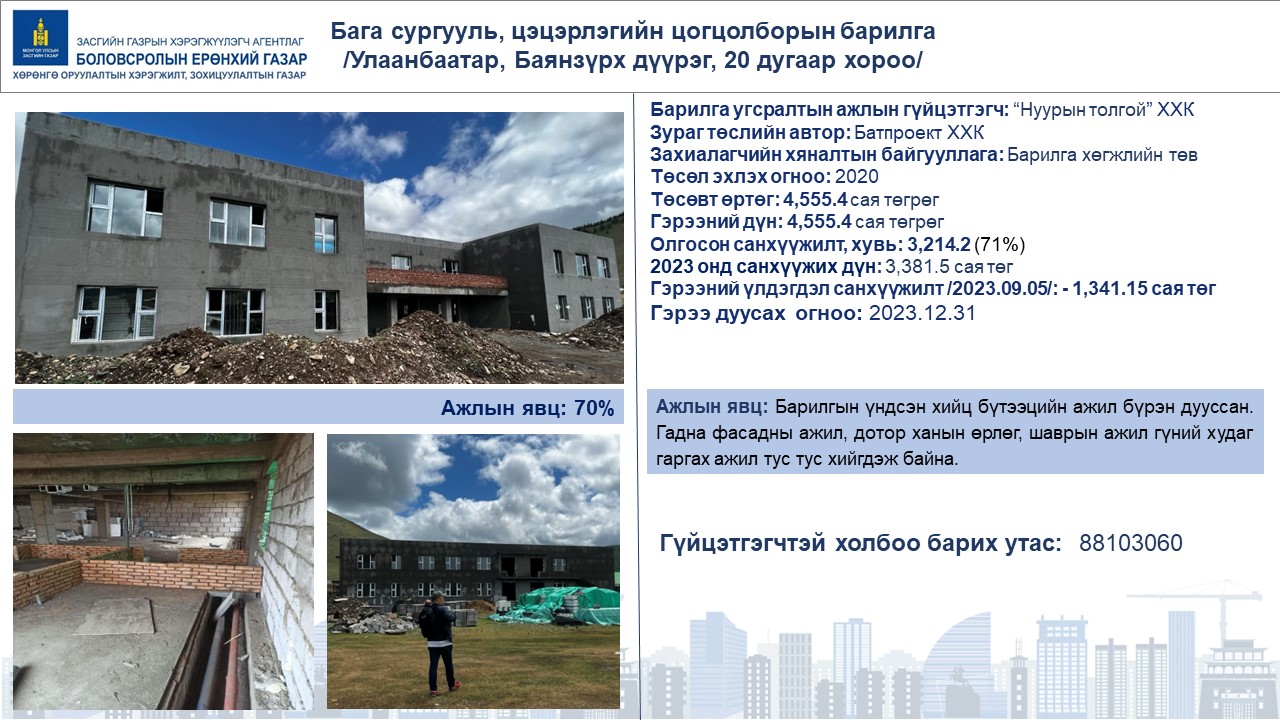 МОНГОЛ УЛСЫН
ЗАСГИЙН ГАЗАР
ЗАСГИЙН ГАЗРЫН ХЭРЭГЖҮҮЛЭГЧ АГЕНТЛАГ
БОЛОВСРОЛЫН ЕРӨНХИЙ ГАЗАР
ХӨРӨНГӨ ОРУУЛАЛТЫН ХЭРЭГЖИЛТ, ЗОХИЦУУЛАЛТЫН ГАЗАР
Бага сургууль, цэцэрлэгийн цогцолборын барилга
/Улаанбаатар, Баянзүрх дүүрэг, 20 дугаар хороо/
Барилга угсралтын ажлын гүйцэтгэгч: “Нуурын толгой” ХХК
Зураг төслийн автор: Батпроект ХХК
Захиалагчийн хяналтын байгууллага: Барилга хөгжлийн төв
Төсөл эхлэх огноо: 2020
Төсөвт өртөг: 4,555.4 сая төгрөг
Гэрээний дүн: 4,555.4 сая төгрөг
Олгосон санхүүжилт, хувь: 3,214.2 (71%)
2023 онд санхүүжих дүн: 3,381.5 сая төг
Гэрээний үлдэгдэл санхүүжилт /2023.09.05/: - 1,341.15 сая төг
Гэрээ дуусах огноо: 2023.12.31
Ажлын явц: 70%
Ажлын явц: Барилгын үндсэн хийц бүтээцийн ажил бүрэн дууссан.
Гадна фасадны ажил, дотор ханын өрлөг, шаврын ажил гүний худаг
гаргах ажил тус тус хийгдэж байна.
Гүйцэтгэгчтэй холбоо барих утас: 88103060